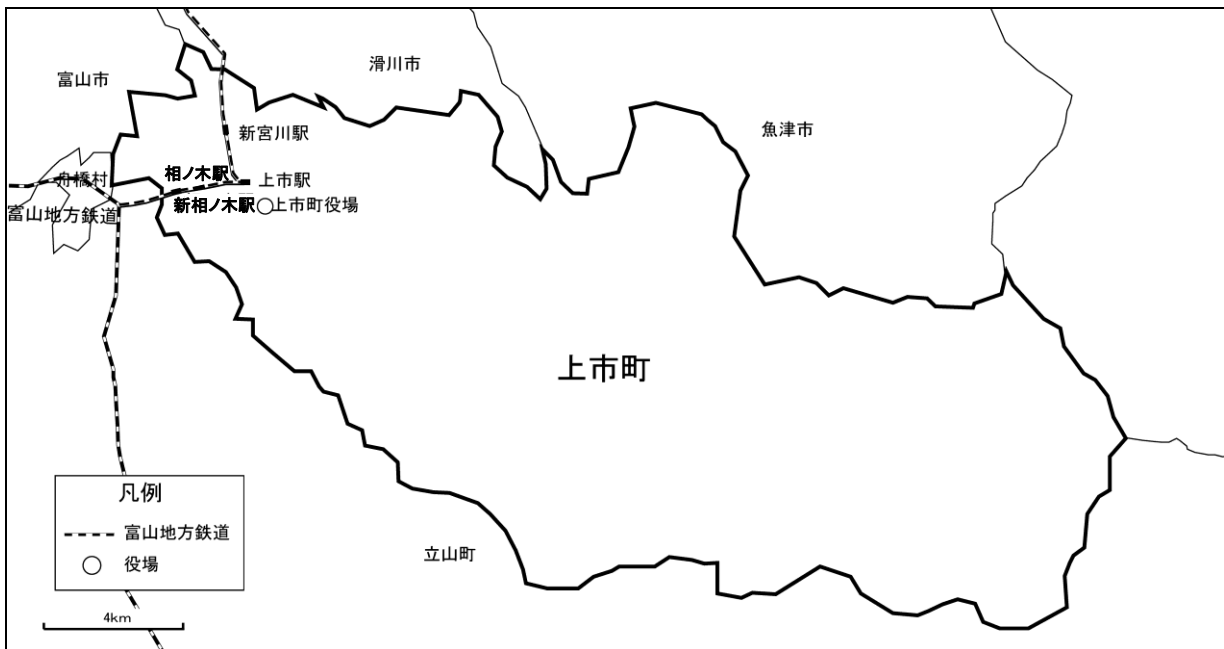 滑川市
富山市
魚津市
新宮川駅
相ノ木駅
上市駅
舟橋村
新相ノ木駅
上市町役場
富山地方鉄道
上市町
凡例
富山地方鉄道
役場
立山町
4km